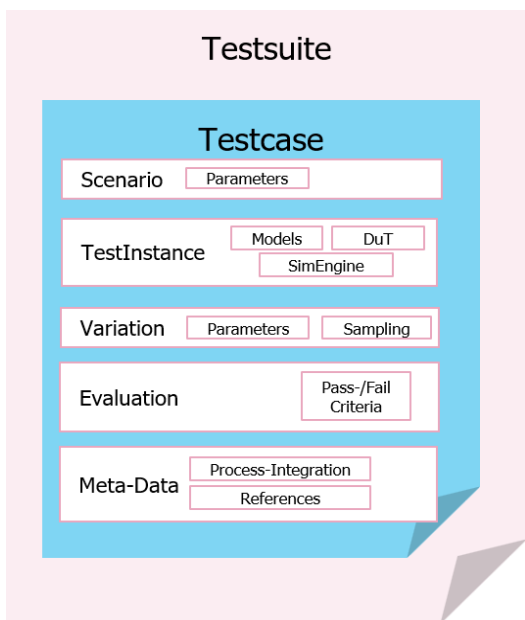 Testsuite
Testcase
Scenario
Parameters
TestInstance
Models
DuT
SimEngine
Variation
Parameters
Sampling
Evaluation
Pass-/Fail
Criteria
Meta-Data
Process-Integration
References